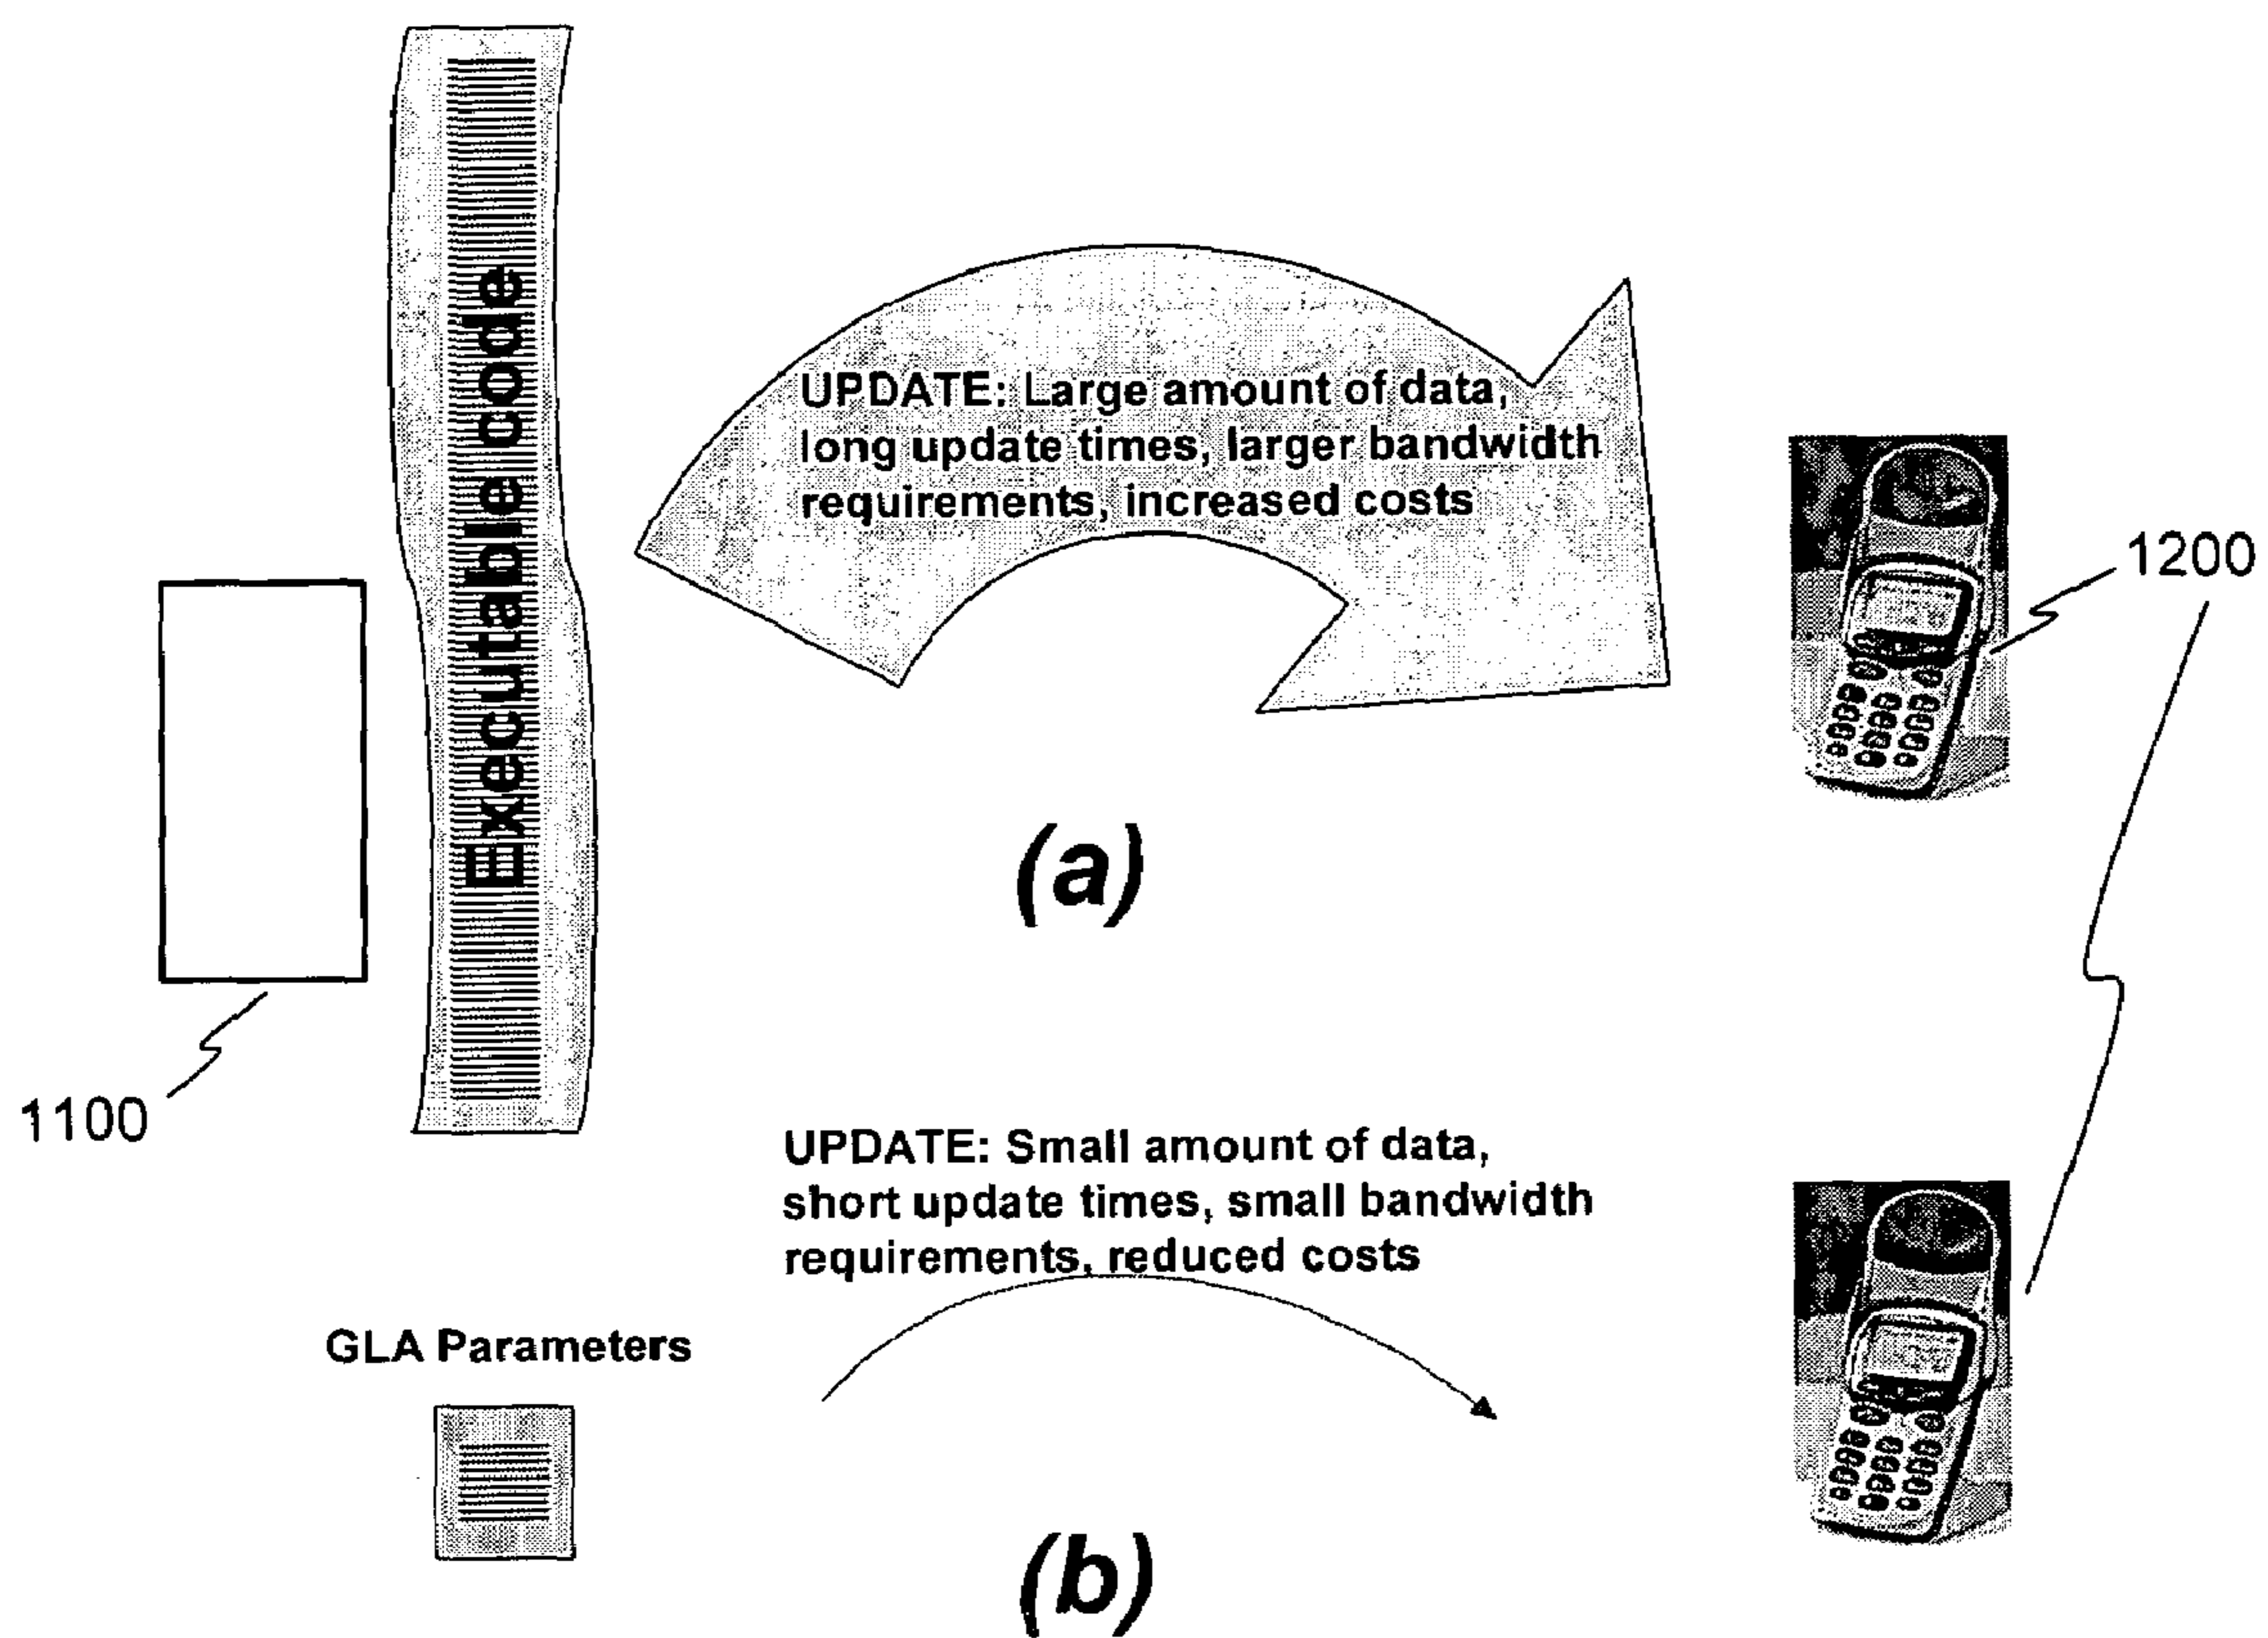 Executable code
UPDATE: Large amount of data,
long update times, larger bandwidth
requirements, increased costs
1200
(a)
1100
UPDATE: Small amount of data,
short update times, small bandwidth
requirements, reduced costs
GLA Parameters
(b)